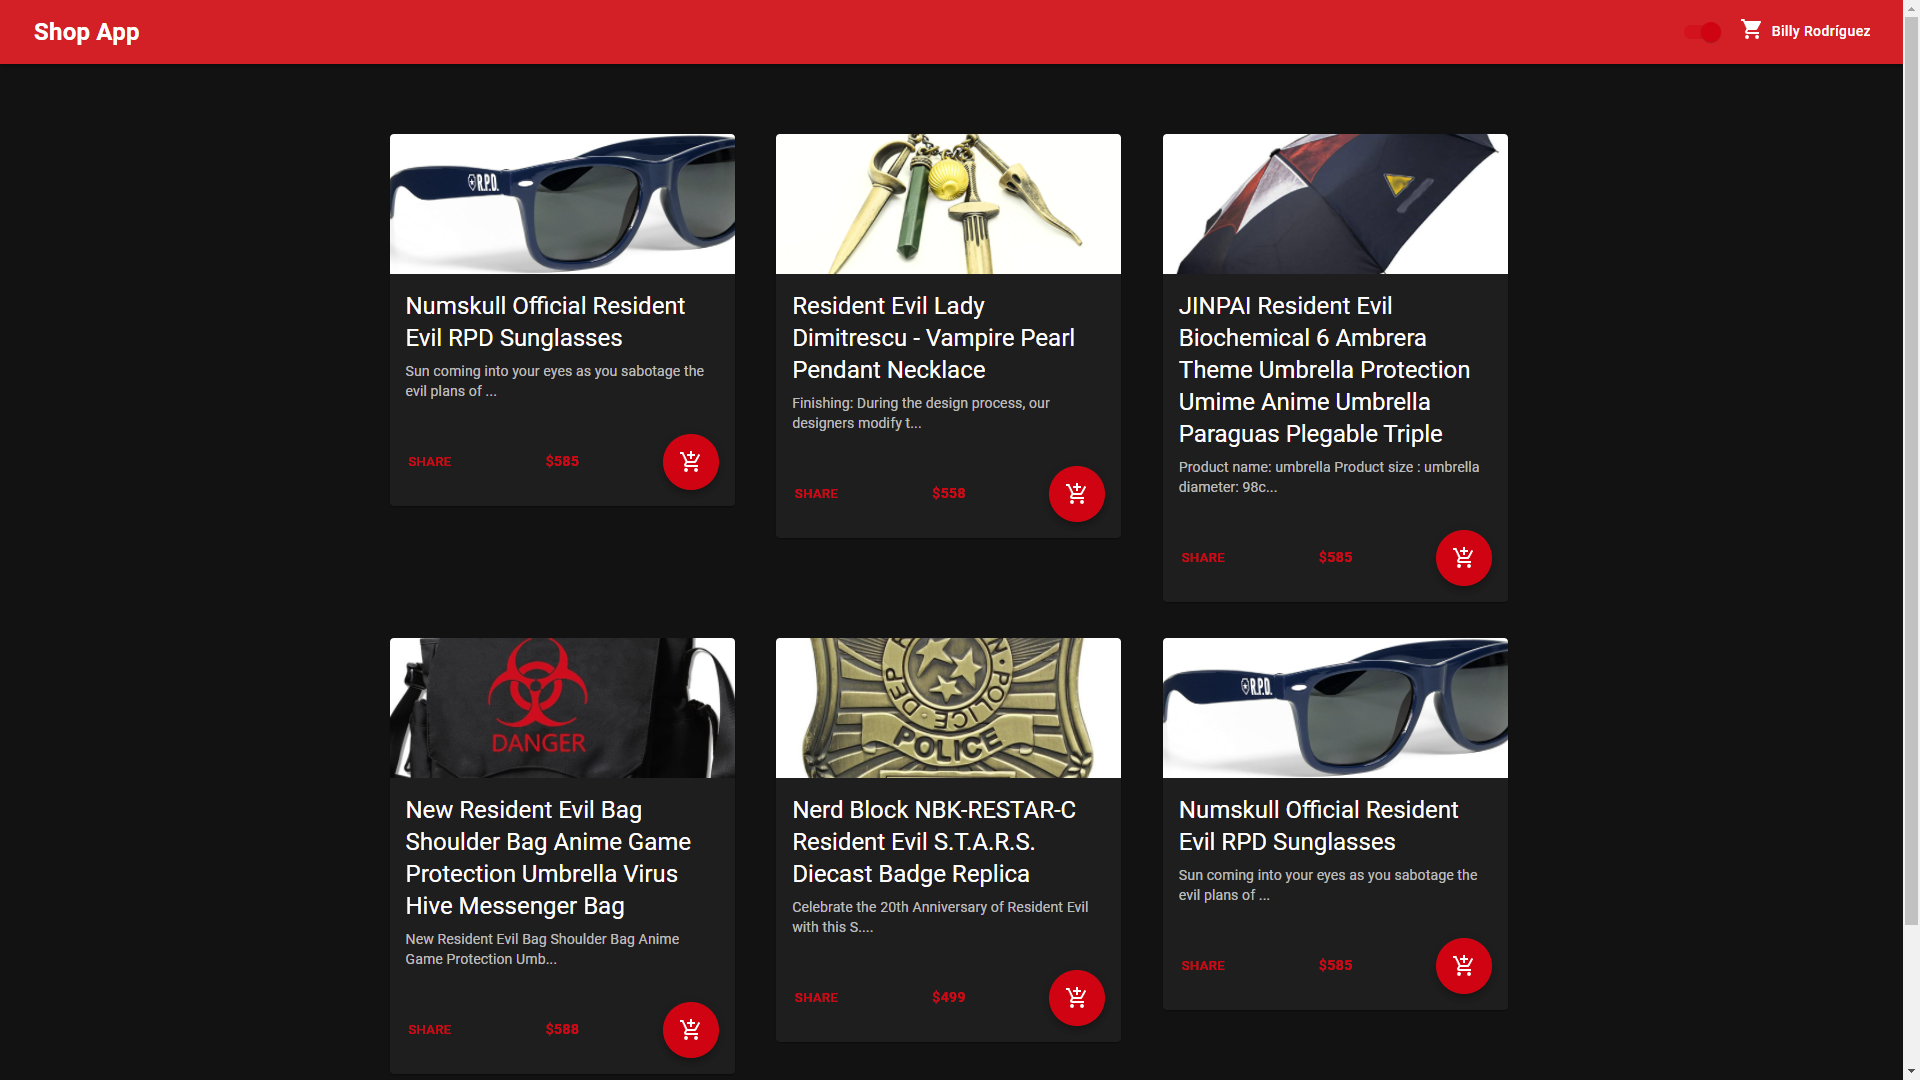 Shop App
Billy Rodríguez
R.P.D.
Numskull Official Resident
Evil RPD Sunglasses
Sun coming into your eyes as you sabotage the
evil plans of ...
SHARE
$585
Resident Evil Lady
Dimitrescu - Vampire Pearl
Pendant Necklace
Finishing: During the design process, our
designers modify t...
SHARE
$558
JINPAI Resident Evil
Biochemical 6 Ambrera
Theme Umbrella Protection
Umime Anime Umbrella
Paraguas Plegable Triple
Product name: umbrella Product size : umbrella
diameter: 98c...
SHARE
$585
DANGER
New Resident Evil Bag
Shoulder Bag Anime Game
Protection Umbrella Virus
Hive Messenger Bag
New Resident Evil Bag Shoulder Bag Anime
Game Protection Umb...
SHARE
$588
POLICE
POLICE
Nerd Block NBK-RESTAR-C
Resident Evil S.T.A.R.S.
Diecast Badge Replica
Celebrate the 20th Anniversary of Resident Evil
with this S....
SHARE
$499
R.P.D.
Numskull Official Resident
Evil RPD Sunglasses
Sun coming into your eyes as you sabotage the
evil plans of ...
SHARE
$585